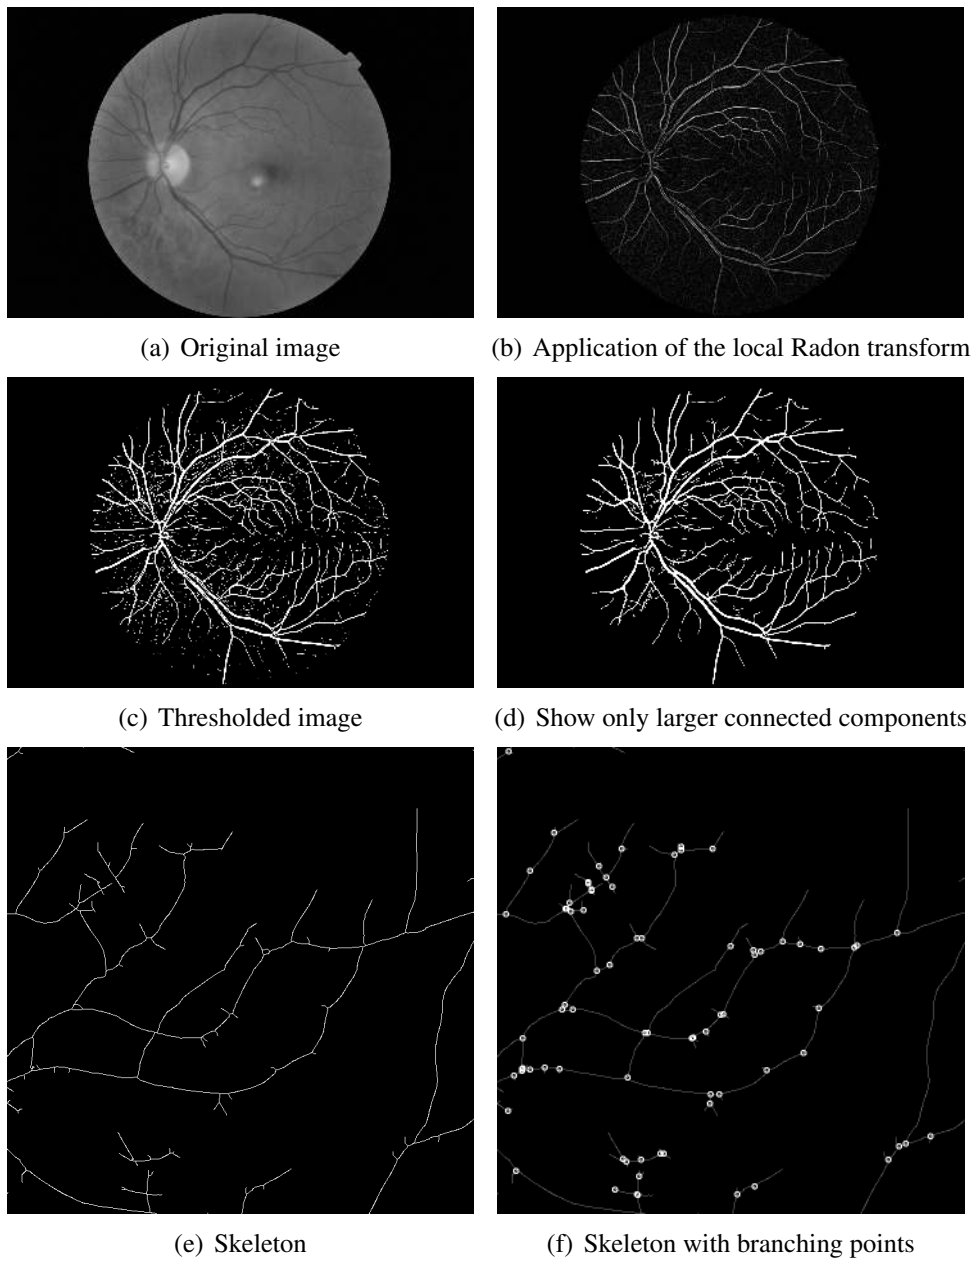 (a) Original image
(b) Application of the local Radon transform
(c) Thresholded image
(d) Show only larger connected components
(e) Skeleton
(f) Skeleton with branching points